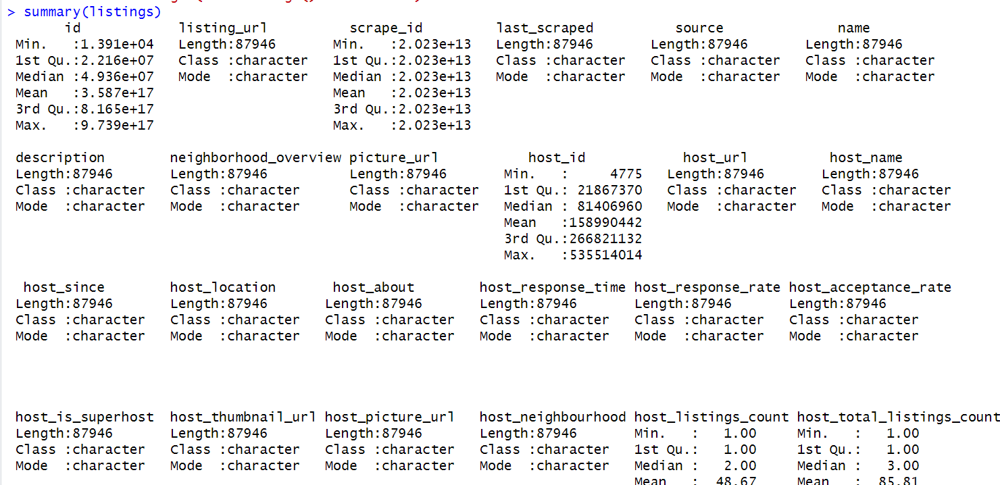 > summary(listings)
id listing_url scrape_id last_scraped source name
Min. :1.391e+04 Length:87946 Min. :2.023e+13 Length:87946 Length:87946 Length:87946
1st Qu.:2.216e+07 Class :character 1st Qu.:2.023e+13 Class :character Class :character Class :character
Median :4.936e+07 Mode :character Median :2.023e+13 Mode :character Mode :character Mode :character
Mean :3.587e+17 Mean :2.023e+13
3rd Qu.:8.165e+17 3rd Qu.:2.023e+13
Max. :9.739e+17 Max. :2.023e+13
description neighborhood_overview picture_url host_id host_url host_name
Length:87946 Length:87946 Length:87946 Min. : 4775 Length:87946 Length:87946
Class :character Class :character Class :character 1st Qu.: 21867370 Class :character Class :character
Mode :character Mode :character Mode :character Median : 81406960 Mode :character Mode :character
Mean :158990442
3rd Qu.:266821132
Max. :535514014
host_since host_location host_about host_response_time host_response_rate host_acceptance_rate
Length:87946 Length:87946 Length:87946 Length:87946 Length:87946 Length:87946
Class :character Class :character Class :character Class :character Class :character Class :character
Mode :character Mode :character Mode :character Mode :character Mode :character Mode :character
host_is_superhost host_thumbnail_url host_picture_url host_neighbourhood host_listings_count host_total_listings_count
Length:87946 Length:87946 Length:87946 Length:87946 Min. : 1.00 Min. : 1.00
Class :character Class :character Class :character Class :character 1st Qu.: 1.00 1st Qu.: 1.00
Mode :character Mode :character Mode :character Mode :character Median : 2.00 Median : 3.00
Mean : 48.67 Mean : 85.81